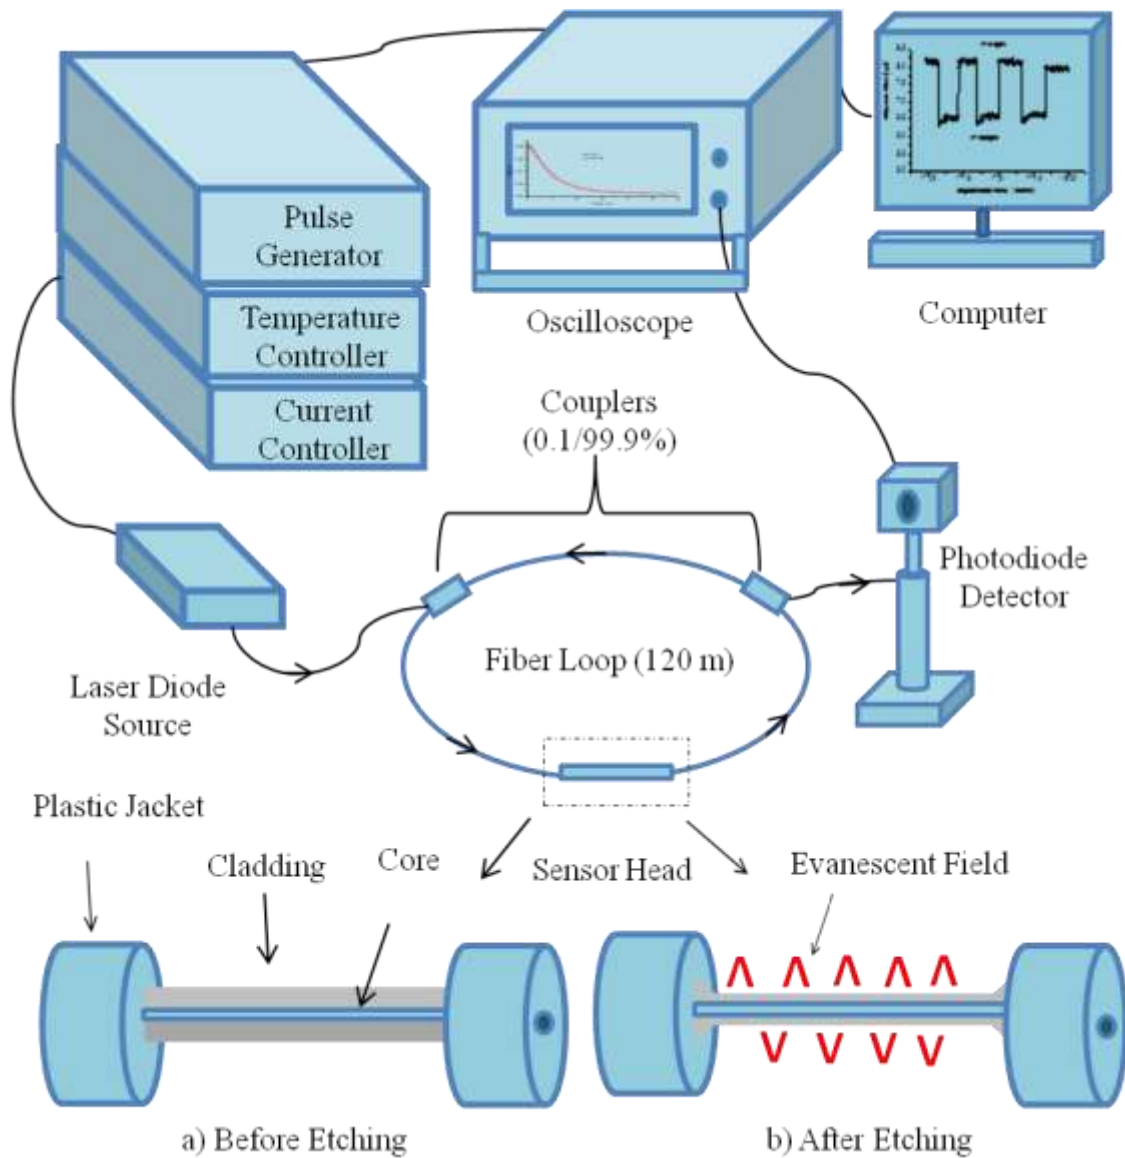 Pulse
Generator
Temperature
Controller
Current
Controller
Oscilloscope
Computer
Couplers
(0.1/99.9%)
Photodiode
Detector
Fiber Loop (120 m)
Laser Diode
Source
Plastic Jacket
Cladding
Core
Sensor Head
Evanescent Field
a) Before Etching
b) After Etching